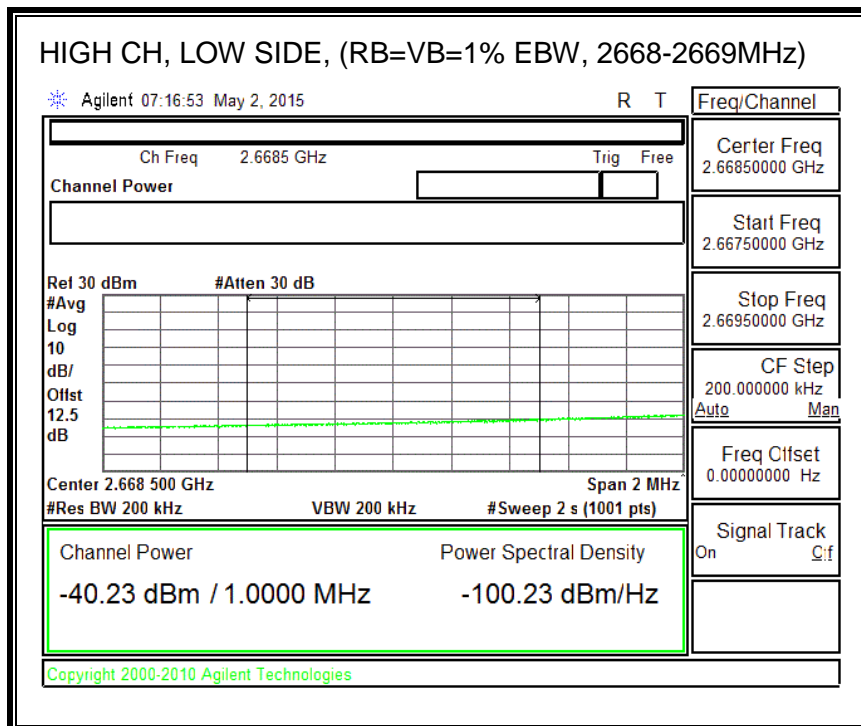 HIGH CH, LOW SIDE, (RB=VB=1% EBW, 2668-2669MHz)
Agilent 07:16:53 May 2, 2015 R T
Freq/Channel
Ch Freq 2.6685 GHz Trig Free
Channel Power
Center Freq
2.66850000 GHz
Start Freq
2.66750000 GHz
Stop Freq
2.66950000 GHz
CF Step
200.000000 kHz
Auto Man
Freq Offset
0.00000000 Hz
Signal Track
On Off
Ref 30 dBm #Atten 30 dB
#Avg
Log
10
dB/
Offst
12.5
dB
Center 2.668 500 GHz Span 2 MHz
#Res BW 200 kHz VBW 200 kHz #Sweep 2 s (1001 pts)
Channel Power Power Spectral Density
-40.23 dBm / 1.0000 MHz -100.23 dBm/Hz
Copyright 2000-2010 Agilent Technologies